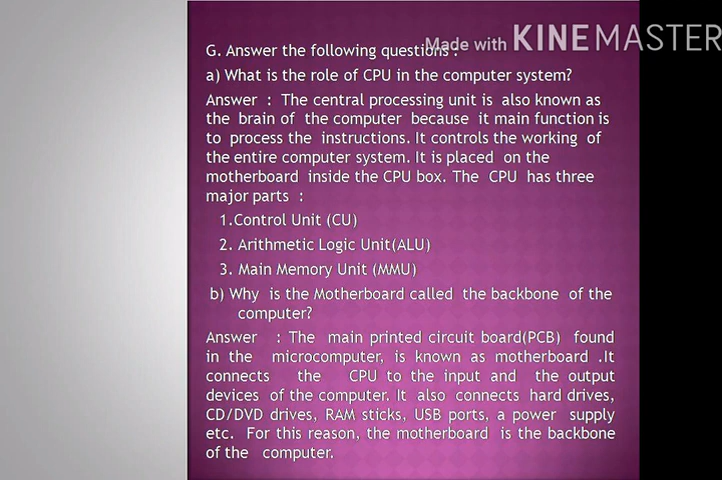 Made with KINEMASTER
G. Answer the following questions :
a) What is the role of CPU in the computer system?
Answer : The central processing unit is also known as
the brain of the computer because it main function is
to process the instructions. It controls the working of
the entire computer system. It is placed on the
motherboard inside the CPU box. The CPU has three
major parts :
1.Control Unit (CU)
2. Arithmetic Logic Unit(ALU)
3. Main Memory Unit (MMU)
b) Why is the Motherboard called the backbone of the
computer?
Answer : The main printed circuit board(PCB) found
in the microcomputer, is known as motherboard .It
connects the CPU to the input and the output
devices of the computer. It also connects hard drives,
CD/DVD drives, RAM sticks, USB ports, a power supply
etc. For this reason, the motherboard is the backbone
of the computer.